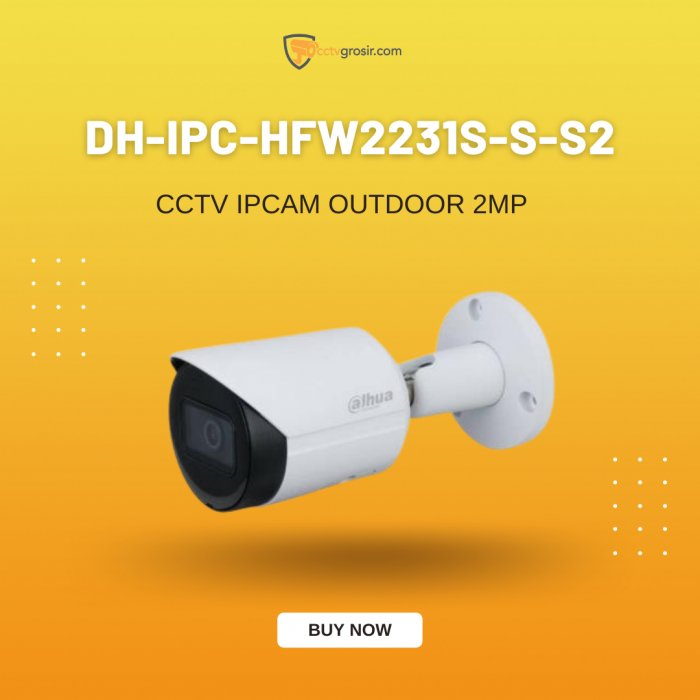 cctvgrosir.com
DH-IPC-HFW2231S-S-S2
CCTV IPCAM OUTDOOR 2MP
alhua
BUY NOW